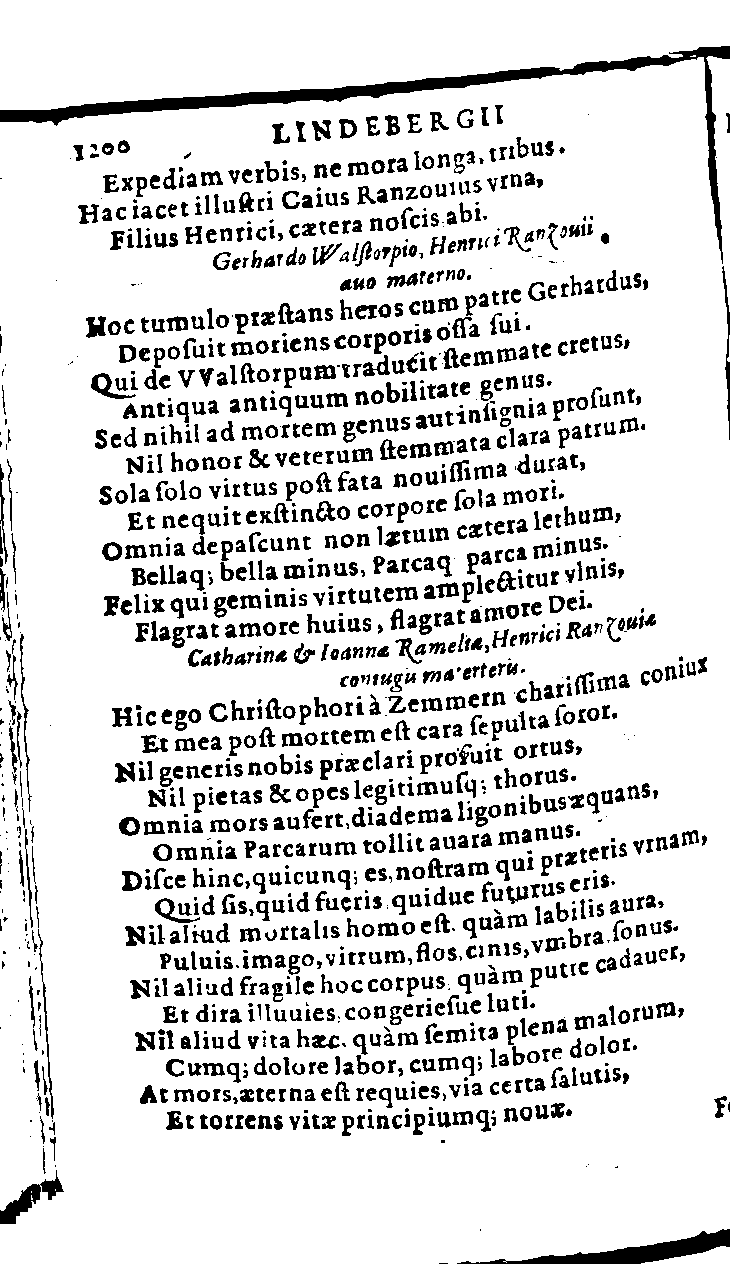 1200 LINDEBERGII
Expediam verbis, ne mora longa, tribus.
Hac iacet illuſtri Caius Ranzouius vrna,
Filius Henrici, cætera noſcis abi.
Gerhardo Walſtorpio, Henrici Ranzouii
auo materno.
Hoc tumulo præſtans heros cum patre Gerhardus,
Depoſuit moriens corporis oſſa ſui.
Qui de VValſtorpum traducit ſtemmate cretus,
Antiqua antiquum nobilitate genus.
Sed nihil ad mortem genus aut inſignia proſunt,
Nil honor & veterum ſtemmata clara patrum.
Sola ſolo virtus poſt fata nouiſſima durat,
Et nequit exſtincto corpore ſola mori.
Omnia depaſcunt non lætum cætera lethum,
Bellaq; bella minus, Parcaq parca minus.
Felix qui geminis virtutem amplectitur vlnis,
Flagrat amore huius, flagrat amore Dei.
Catharinæ & Ioannæ Rameliæ, Henrici Ranzouiæ
coniugii materteris.
Hic ego Chriſtophori à Zemmern chariſſima coniux
Et mea poſt mortem eſt cara ſepulta ſoror.
Nil generis nobis præclari profuit ortus,
Nil pietas & opes legitimuſq; thorus.
Omnia mors aufert, diadema ligonibus æquans,
Omnia Parcarum tollit auara manus.
Diſce hinc, quicunq; es, noſtram qui præteris vrnam,
Quid ſis, quid fueris, quidue futurus eris.
Nil aliud mortalis homo eſt. quàm labilis aura,
Puluis. imago, vitrum, flos, cinis, vmbra. ſonus.
Nil aliud fragile hoc corpus, quàm putre cadauer,
Et dira illuuies, congerieſue luti.
Nil aliud vita hæc. quàm ſemita plena malorum,
Cumq; dolore labor, cumq; labore dolor.
At mors, æterna eſt requies, via certa ſalutis,
Et torrens vitæ principiumq; nouæ.